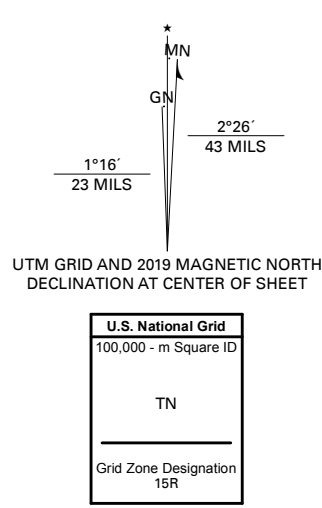 ★
MN
GN
2°26´
43 MILS
1°16´
23 MILS
UTM GRID AND 2019 MAGNETIC NORTH
DECLINATION AT CENTER OF SHEET
U.S. National Grid
100,000 - m Square ID
TN
Grid Zone Designation
15R